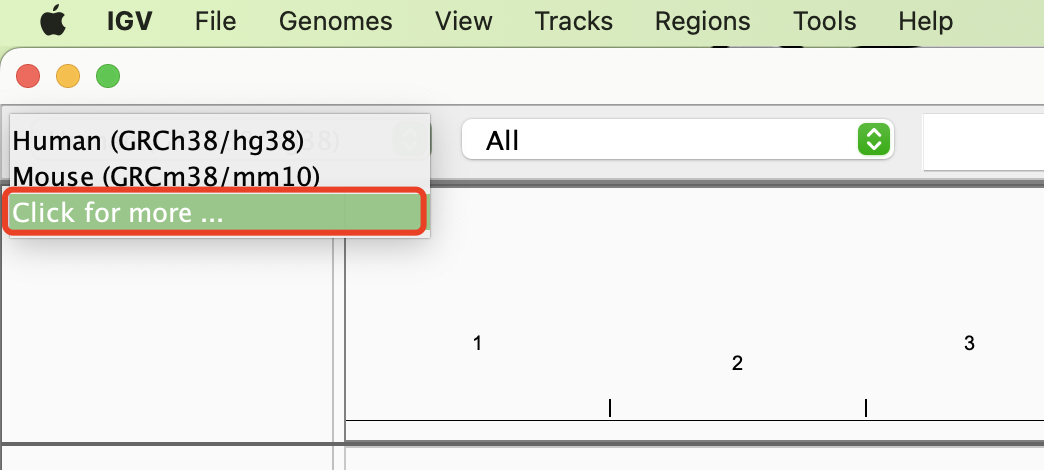 IGV File Genomes View Tracks Regions Tools Help
Human (GRCh38/hg38)
All
Mouse (GRCm38/mm10)
Click for more ...
1
2
3